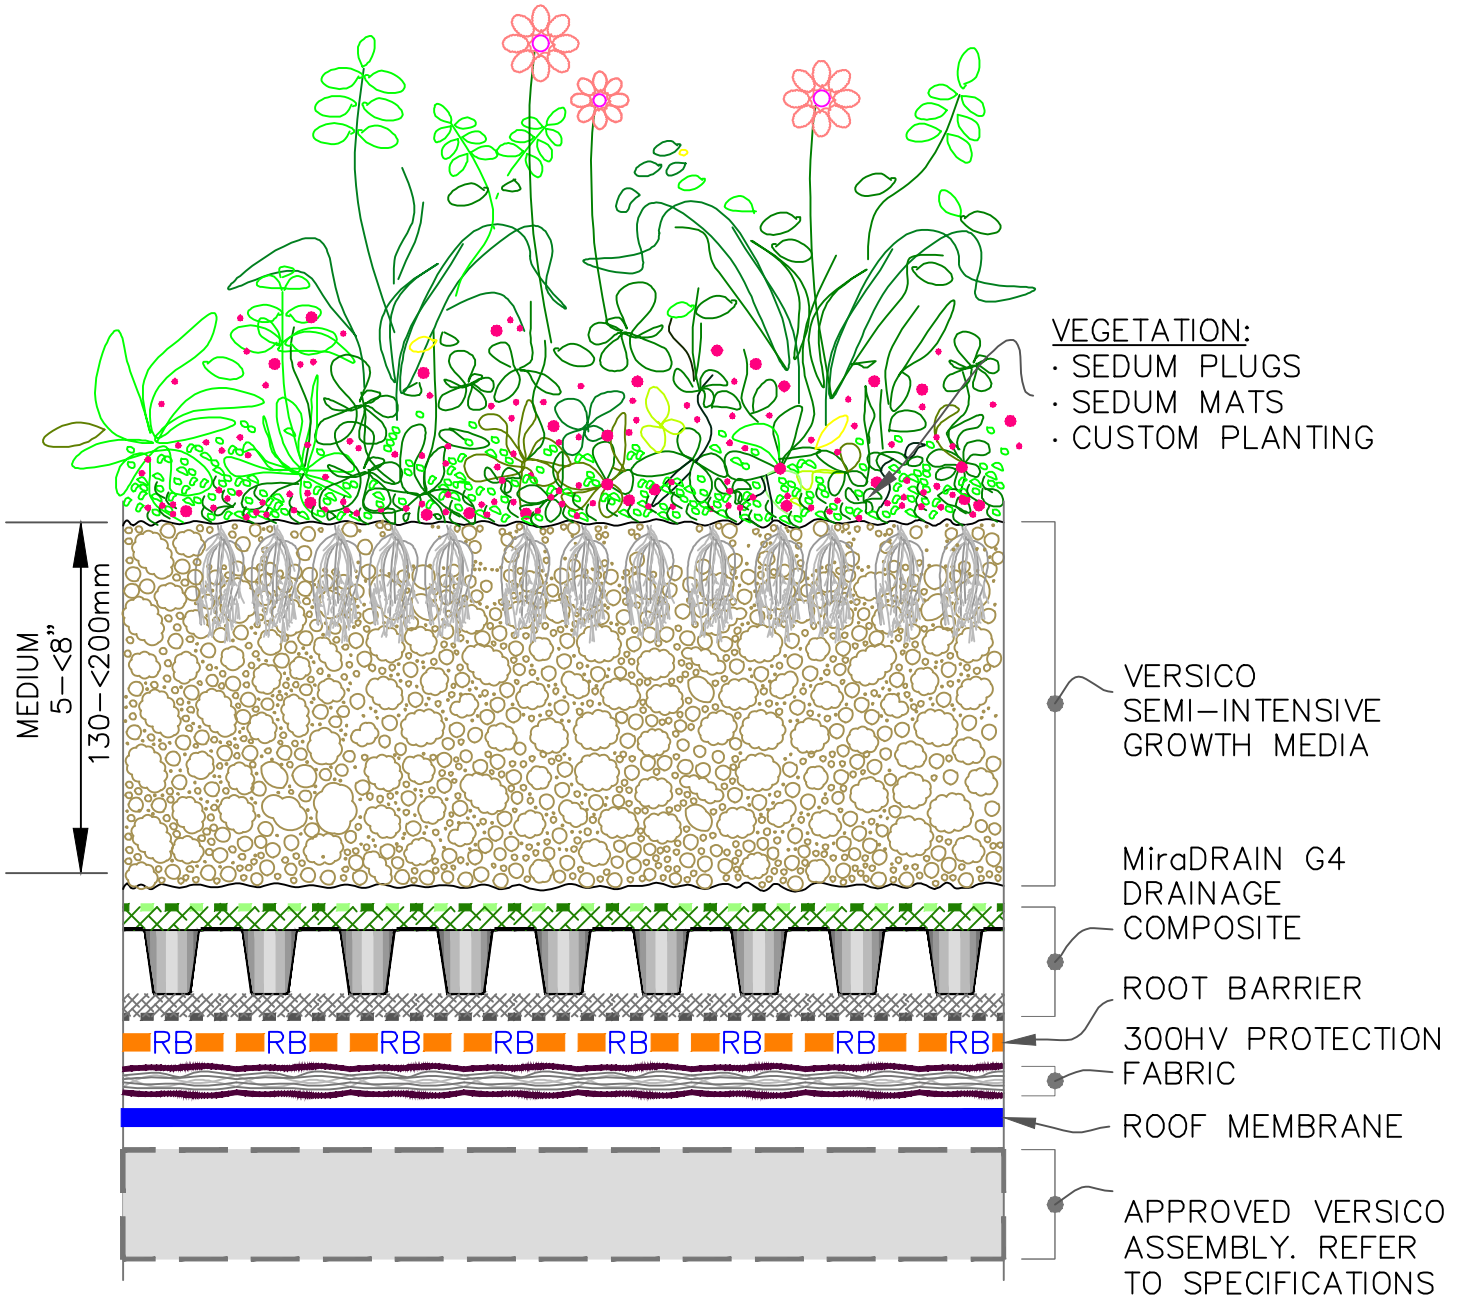 VEGETATION:
· SEDUM PLUGS
· SEDUM MATS
· CUSTOM PLANTING
MEDIUM
5-<8”
130-<200mm
VERSICO
SEMI-INTENSIVE
GROWTH MEDIA
MiraDRAIN G4
DRAINAGE
COMPOSITE
ROOT BARRIER
RB RB RB RB RB RB RB RB
300HV PROTECTION
FABRIC
ROOF MEMBRANE
APPROVED VERSICO
ASSEMBLY. REFER
TO SPECIFICATIONS